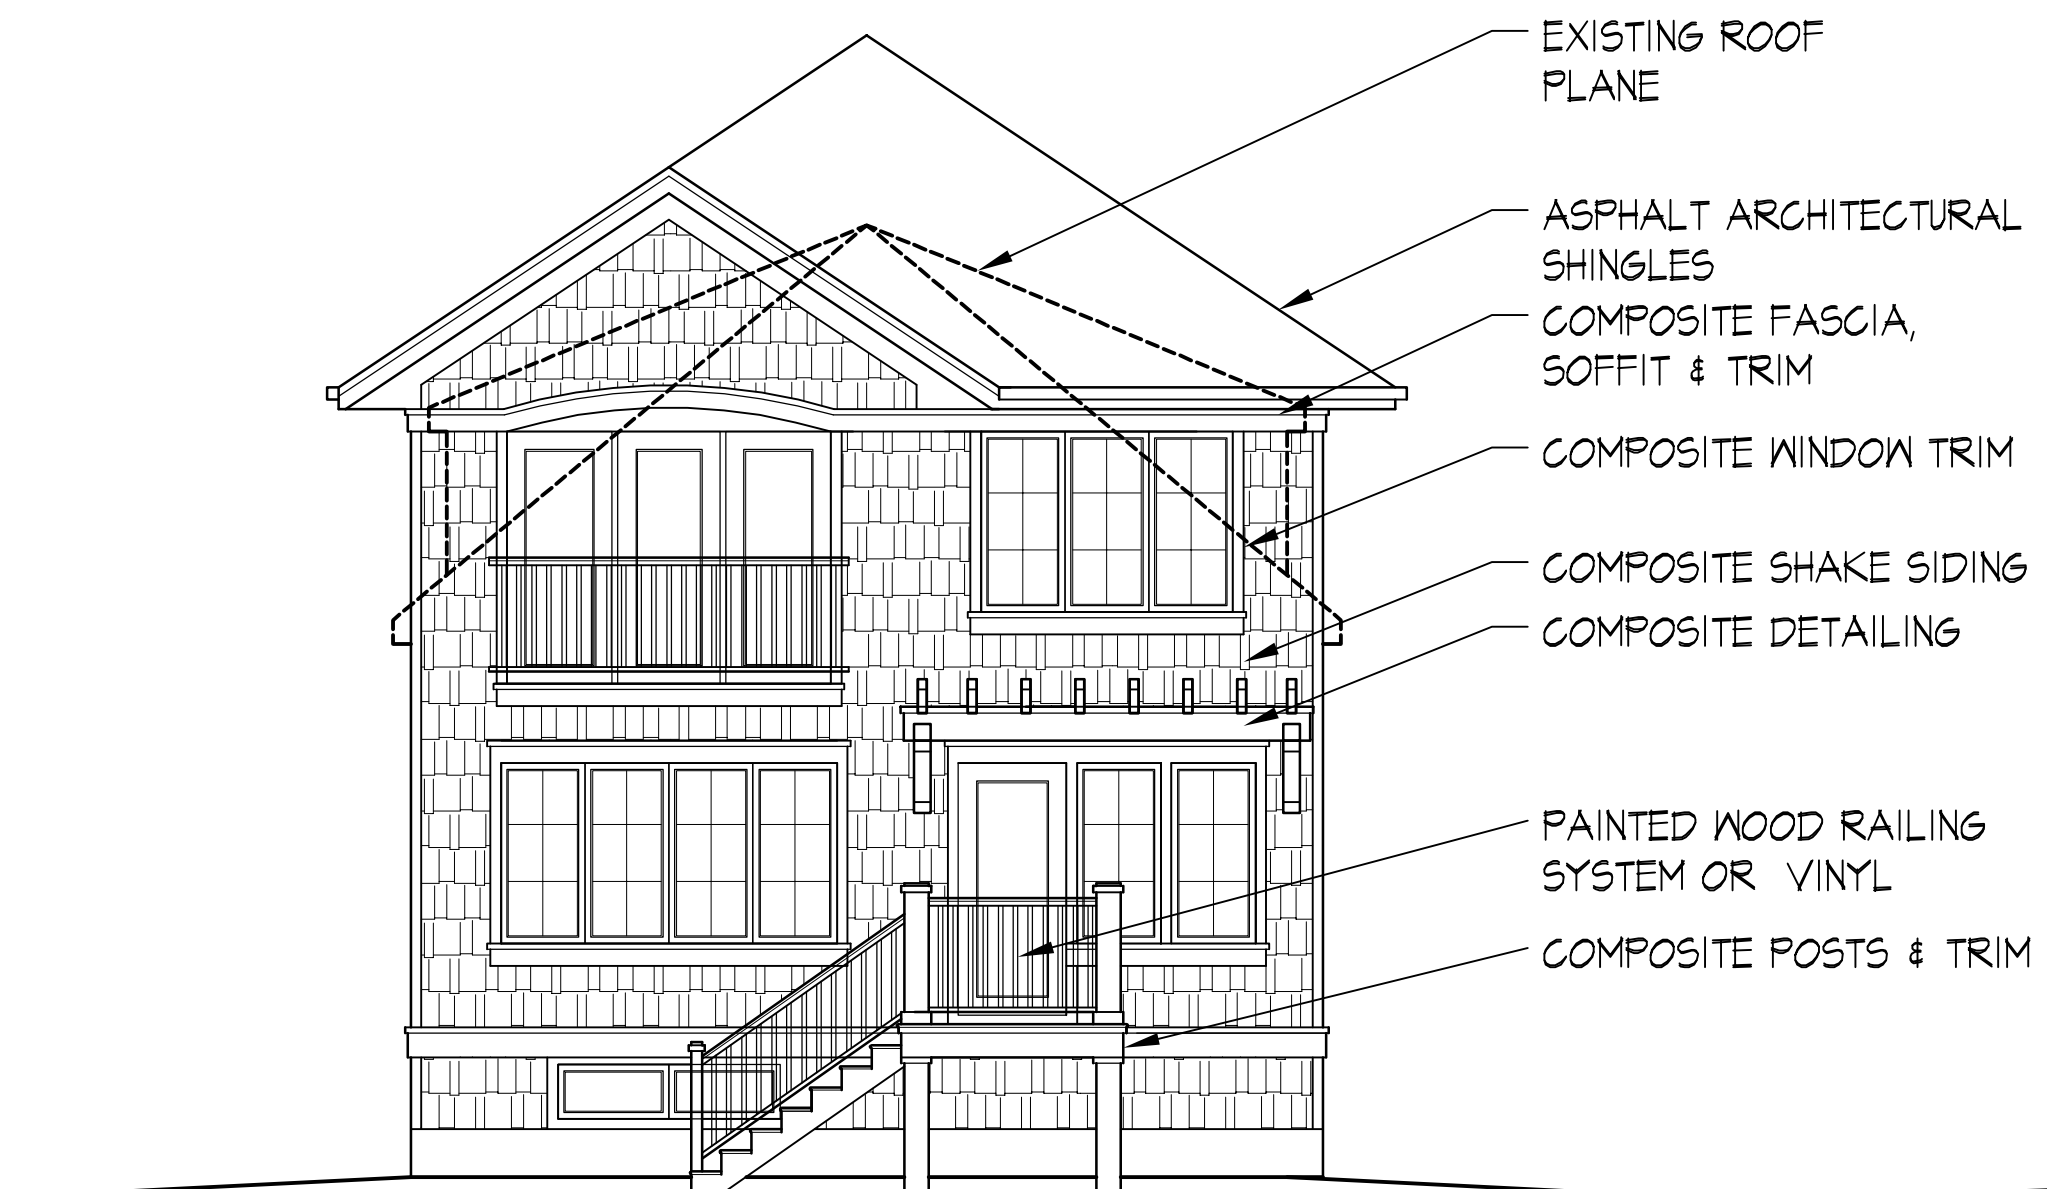 EXISTING ROOF
PLANE
ASPHALT ARCHITECTURAL
SHINGLES
COMPOSITE FASCIA,
SOFFIT & TRIM
COMPOSITE WINDOW TRIM
COMPOSITE SHAKE SIDING
COMPOSITE DETAILING
PAINTED WOOD RAILING
SYSTEM OR VINYL
COMPOSITE POSTS & TRIM